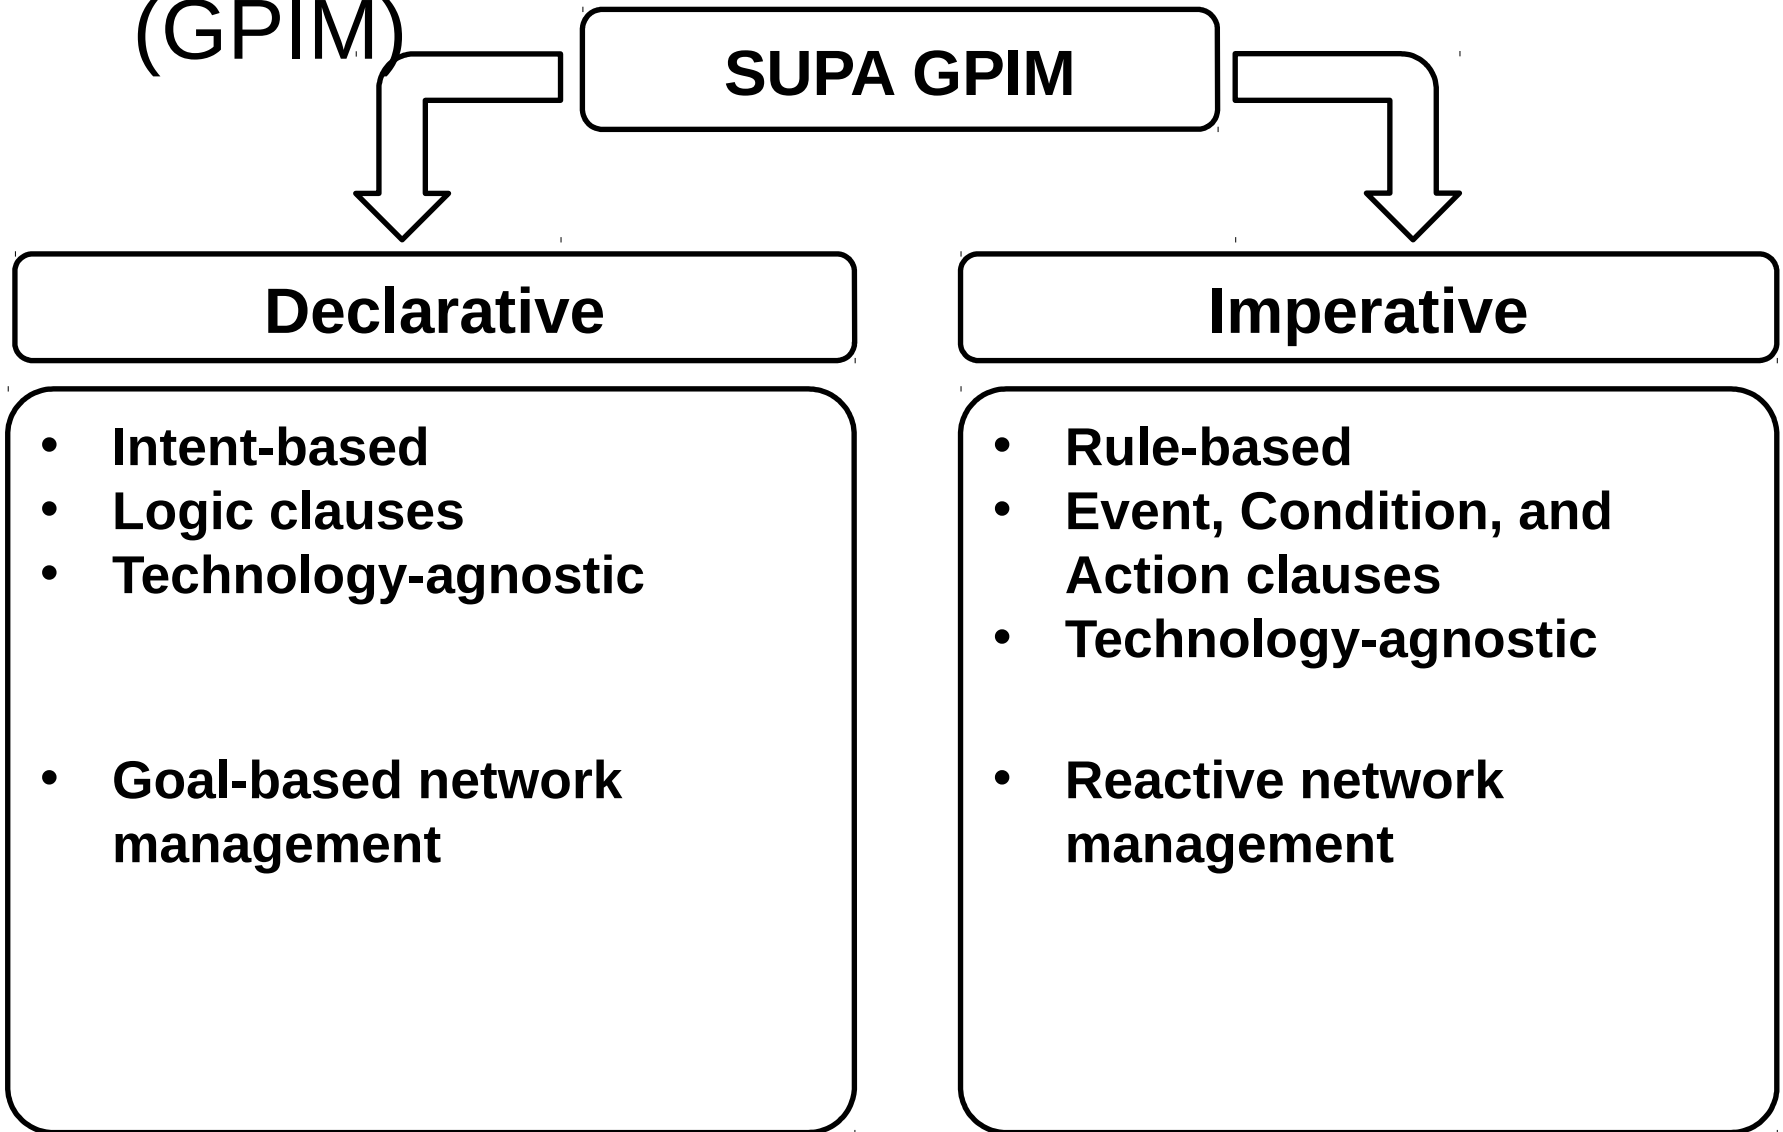 (GPIM)
SUPA GPIM
Declarative
Imperative
• Intent-based
• Logic clauses
• Technology-agnostic
• Goal-based network
management
• Rule-based
• Event, Condition, and
Action clauses
• Technology-agnostic
• Reactive network
management